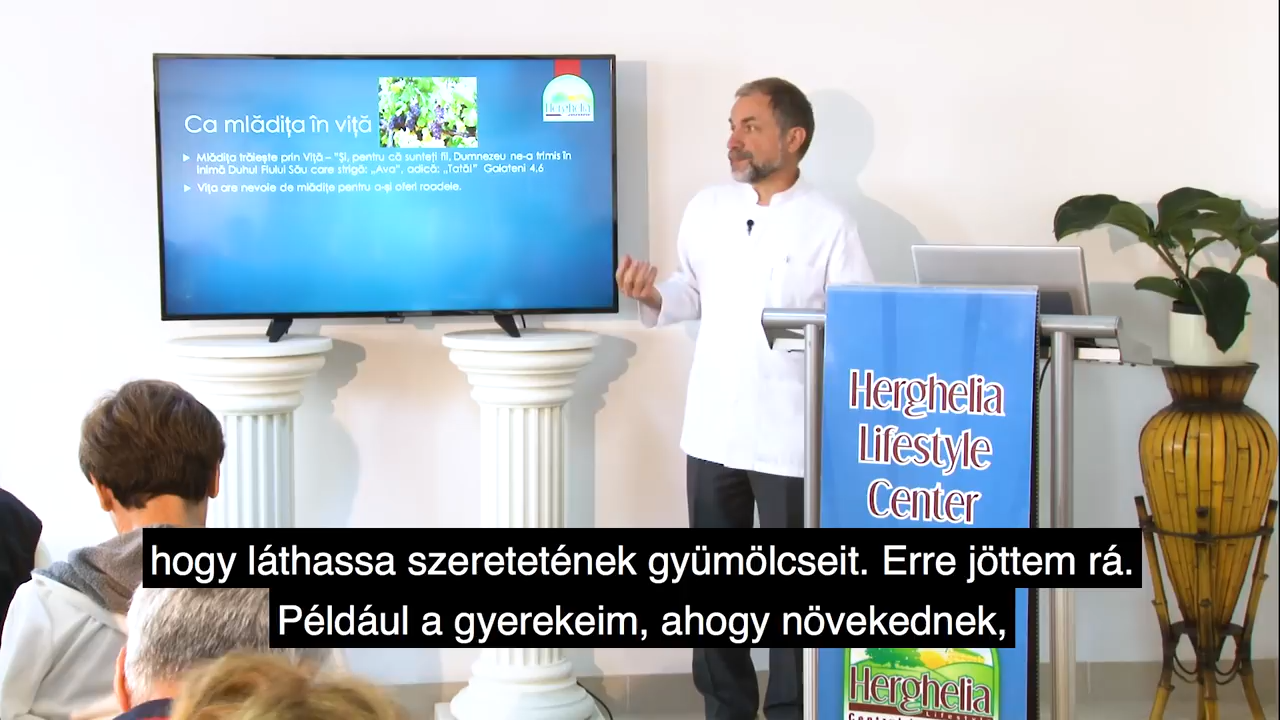 Ca mlădița în viță
Herghelia
Mlădița trăiește prin Viță – "Și, pentru că sunteți fii, Dumnezeu ne-a trimis în
inimă Duhul Fiului Său care strigă: „Ava”, adică: „Tată!” Galateni 4,6
Vița are nevoie de mlădițe pentru a-și oferi roadele.
Herghelia
Lifestyle
Center
hogy láthassa szeretetének gyümölcseit. Erre jöttem rá.
Például a gyerekeim, ahogy növekednek,
Herghelia